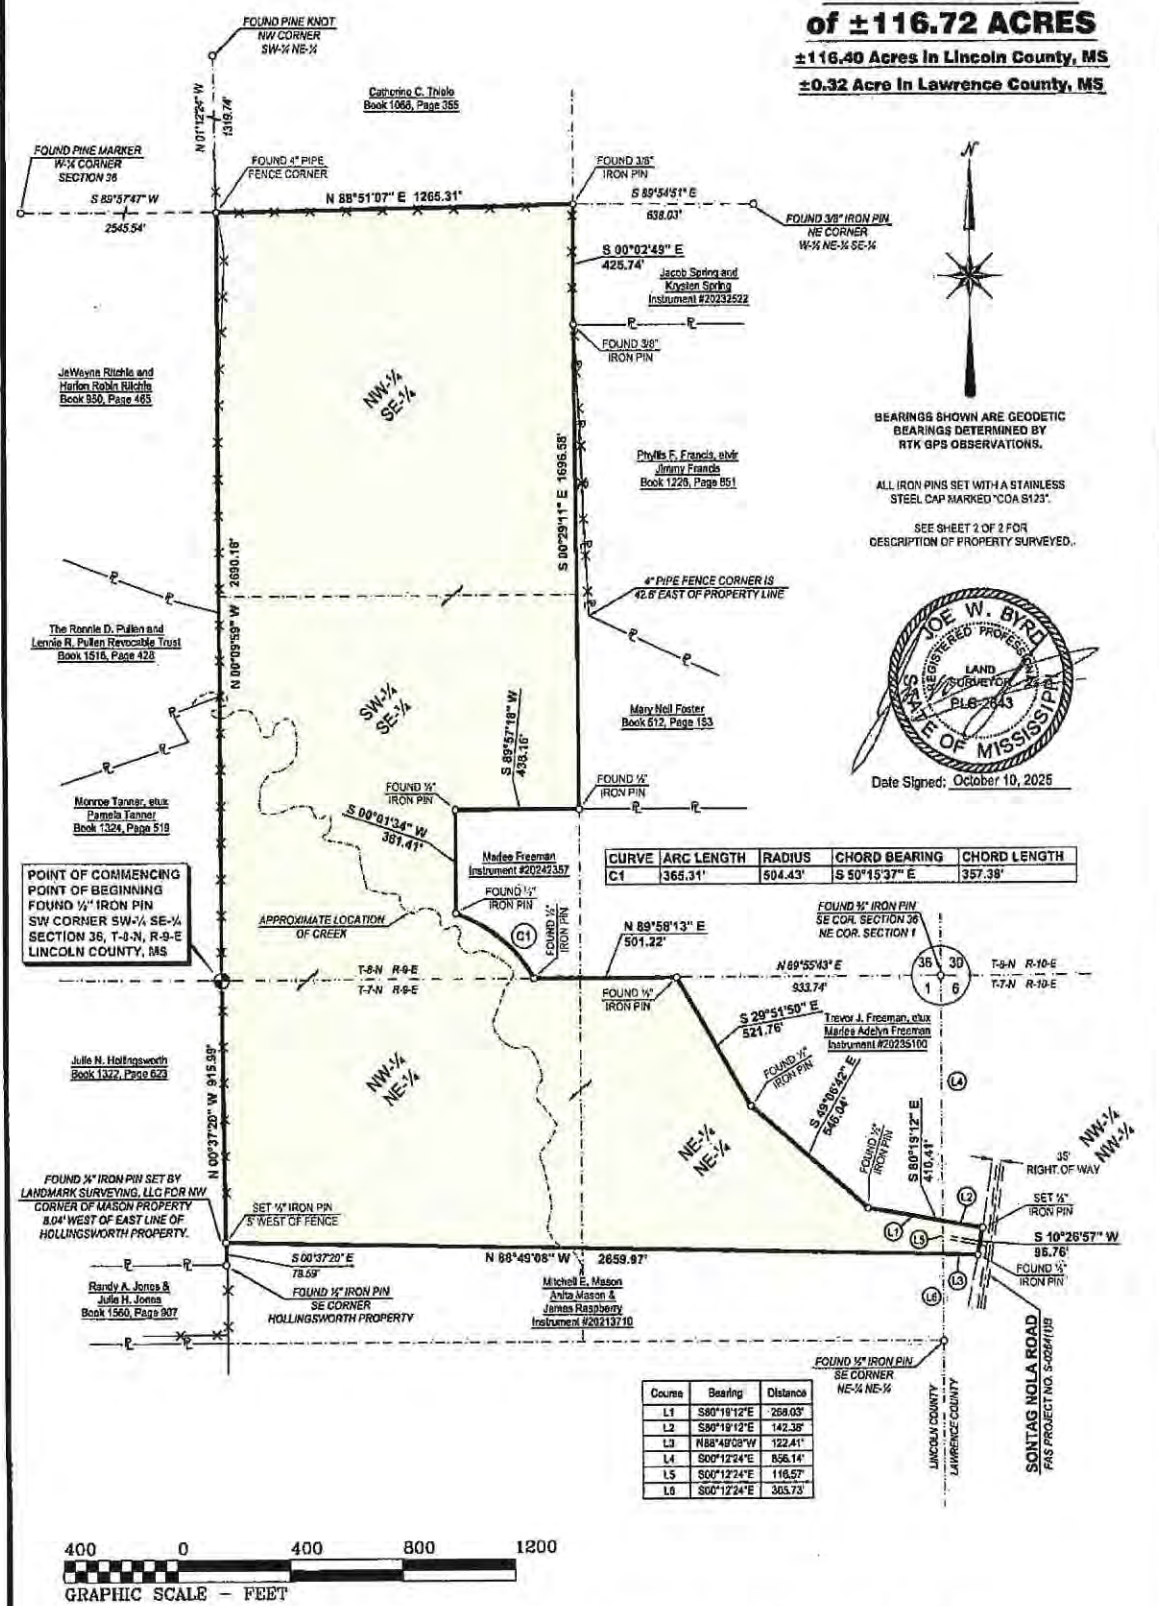 of ±116.72 ACRES
±116.40 Acres in Lincoln County, MS
±0.32 Acre in Lawrence County, MS
FOUND PINE KNOT
NW CORNER
SW-¼ NE-¼
N 01°12'24" W
1319.74'
Catherine C. Thiole
Book 1066, Page 355
FOUND PINE MARKER
W-¼ CORNER
SECTION 36
S 89°57'47" W
2545.54'
FOUND 4" PIPE
FENCE CORNER
N 88°51'07" E 1265.31'
FOUND 3/8"
IRON PIN
S 89°54'51" E
638.03'
FOUND 3/8" IRON PIN
NE CORNER
W-½ NE-¼ SE-¼
N
S 00°02'49" E
425.74'
Jacob Spring and
Krysten Spring
Instrument #20232522
FOUND 3/8"
IRON PIN
JeWayne Ritchie and
Harlon Robin Ritchie
Book 950, Page 465
NW-¼
SE-¼
BEARINGS SHOWN ARE GEODETIC
BEARINGS DETERMINED BY
RTK GPS OBSERVATIONS.
S 00°29'11" E 1696.58'
Phyllis F. Francis, etvir
Jimmy Francis
Book 1226, Page 851
ALL IRON PINS SET WITH A STAINLESS
STEEL CAP MARKED "COA S123".
SEE SHEET 2 OF 2 FOR
DESCRIPTION OF PROPERTY SURVEYED.
N 00°09'59" W 2690.18'
4" PIPE FENCE CORNER IS
42.6' EAST OF PROPERTY LINE
The Ronnie D. Pullen and
Lennie R. Pullen Revocable Trust
Book 1516, Page 428
JOE W. BYRD
REGISTERED PROFESSIONAL
LAND
SURVEYOR
PLS-2843
STATE OF MISSISSIPPI
SW-¼
SE-¼
S 89°57'18" W
438.16'
Mary Nell Foster
Book 612, Page 153
Date Signed: October 10, 2025
FOUND ½"
IRON PIN
FOUND ½"
IRON PIN
Monroe Tanner, etux
Pamela Tanner
Book 1324, Page 519
S 00°01'34" W
361.41'
Marlee Freeman
Instrument #20242357
CURVE ARC LENGTH RADIUS CHORD BEARING CHORD LENGTH
C1 365.31' 504.43' S 50°15'37" E 357.38'
POINT OF COMMENCING
POINT OF BEGINNING
FOUND ½" IRON PIN
SW CORNER SW-¼ SE-¼
SECTION 36, T-8-N, R-9-E
LINCOLN COUNTY, MS
FOUND ½"
IRON PIN
APPROXIMATE LOCATION
OF CREEK
C1
FOUND ½"
IRON PIN
N 89°58'13" E
501.22'
FOUND ¾" IRON PIN
SE COR. SECTION 36
NE COR. SECTION 1
N 89°55'43" E
933.74'
36 30
1 6
T-8-N R-10-E
T-7-N R-10-E
T-8-N R-9-E
T-7-N R-9-E
FOUND ½"
IRON PIN
S 29°51'50" E
521.76'
Trevor J. Freeman, etux
Marlee Adelyn Freeman
Instrument #20235100
Julie N. Hollingsworth
Book 1322, Page 623
N 00°37'20" W 915.99'
NW-¼
NE-¼
FOUND ½"
IRON PIN
S 49°06'42" E
546.04'
L4
NE-¼
NE-¼
FOUND ½"
IRON PIN
S 80°19'12" E
410.41'
NW-¼
NW-¼
35'
RIGHT OF WAY
FOUND ¾" IRON PIN SET BY
LANDMARK SURVEYING, LLC FOR NW
CORNER OF MASON PROPERTY
8.04' WEST OF EAST LINE OF
HOLLINGSWORTH PROPERTY.
SET ½" IRON PIN
5' WEST OF FENCE
L2
SET ½"
IRON PIN
L1
L5
S 10°26'57" W
96.76'
S 00°37'20" E
78.59'
N 88°49'08" W 2659.97'
L3
FOUND ½"
IRON PIN
L6
Randy A. Jones &
Julie H. Jones
Book 1560, Page 907
FOUND ½" IRON PIN
SE CORNER
HOLLINGSWORTH PROPERTY
Mitchell E. Mason
Anita Mason &
James Raspberry
Instrument #20213710
FOUND ½" IRON PIN
SE CORNER
NE-¼ NE-¼
LINCOLN COUNTY
LAWRENCE COUNTY
SONTAG NOLA ROAD
Course Bearing Distance
L1 S80°19'12"E 268.03'
L2 S80°19'12"E 142.38'
L3 N88°49'08"W 122.41'
L4 S00°12'24"E 856.14'
L5 S00°12'24"E 116.57'
L6 S00°12'24"E 305.73'
400 0 400 800 1200
GRAPHIC SCALE - FEET